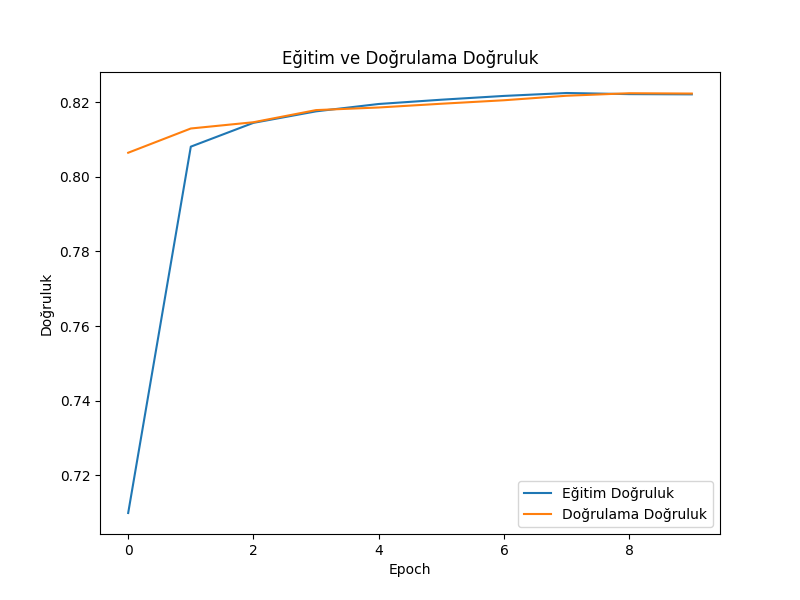 Eğitim ve Doğrulama Doğruluk
0.82
0.80
0.78
0.76
0.74
0.72
Doğruluk
0 2 4 6 8
Epoch
Eğitim Doğruluk
Doğrulama Doğruluk